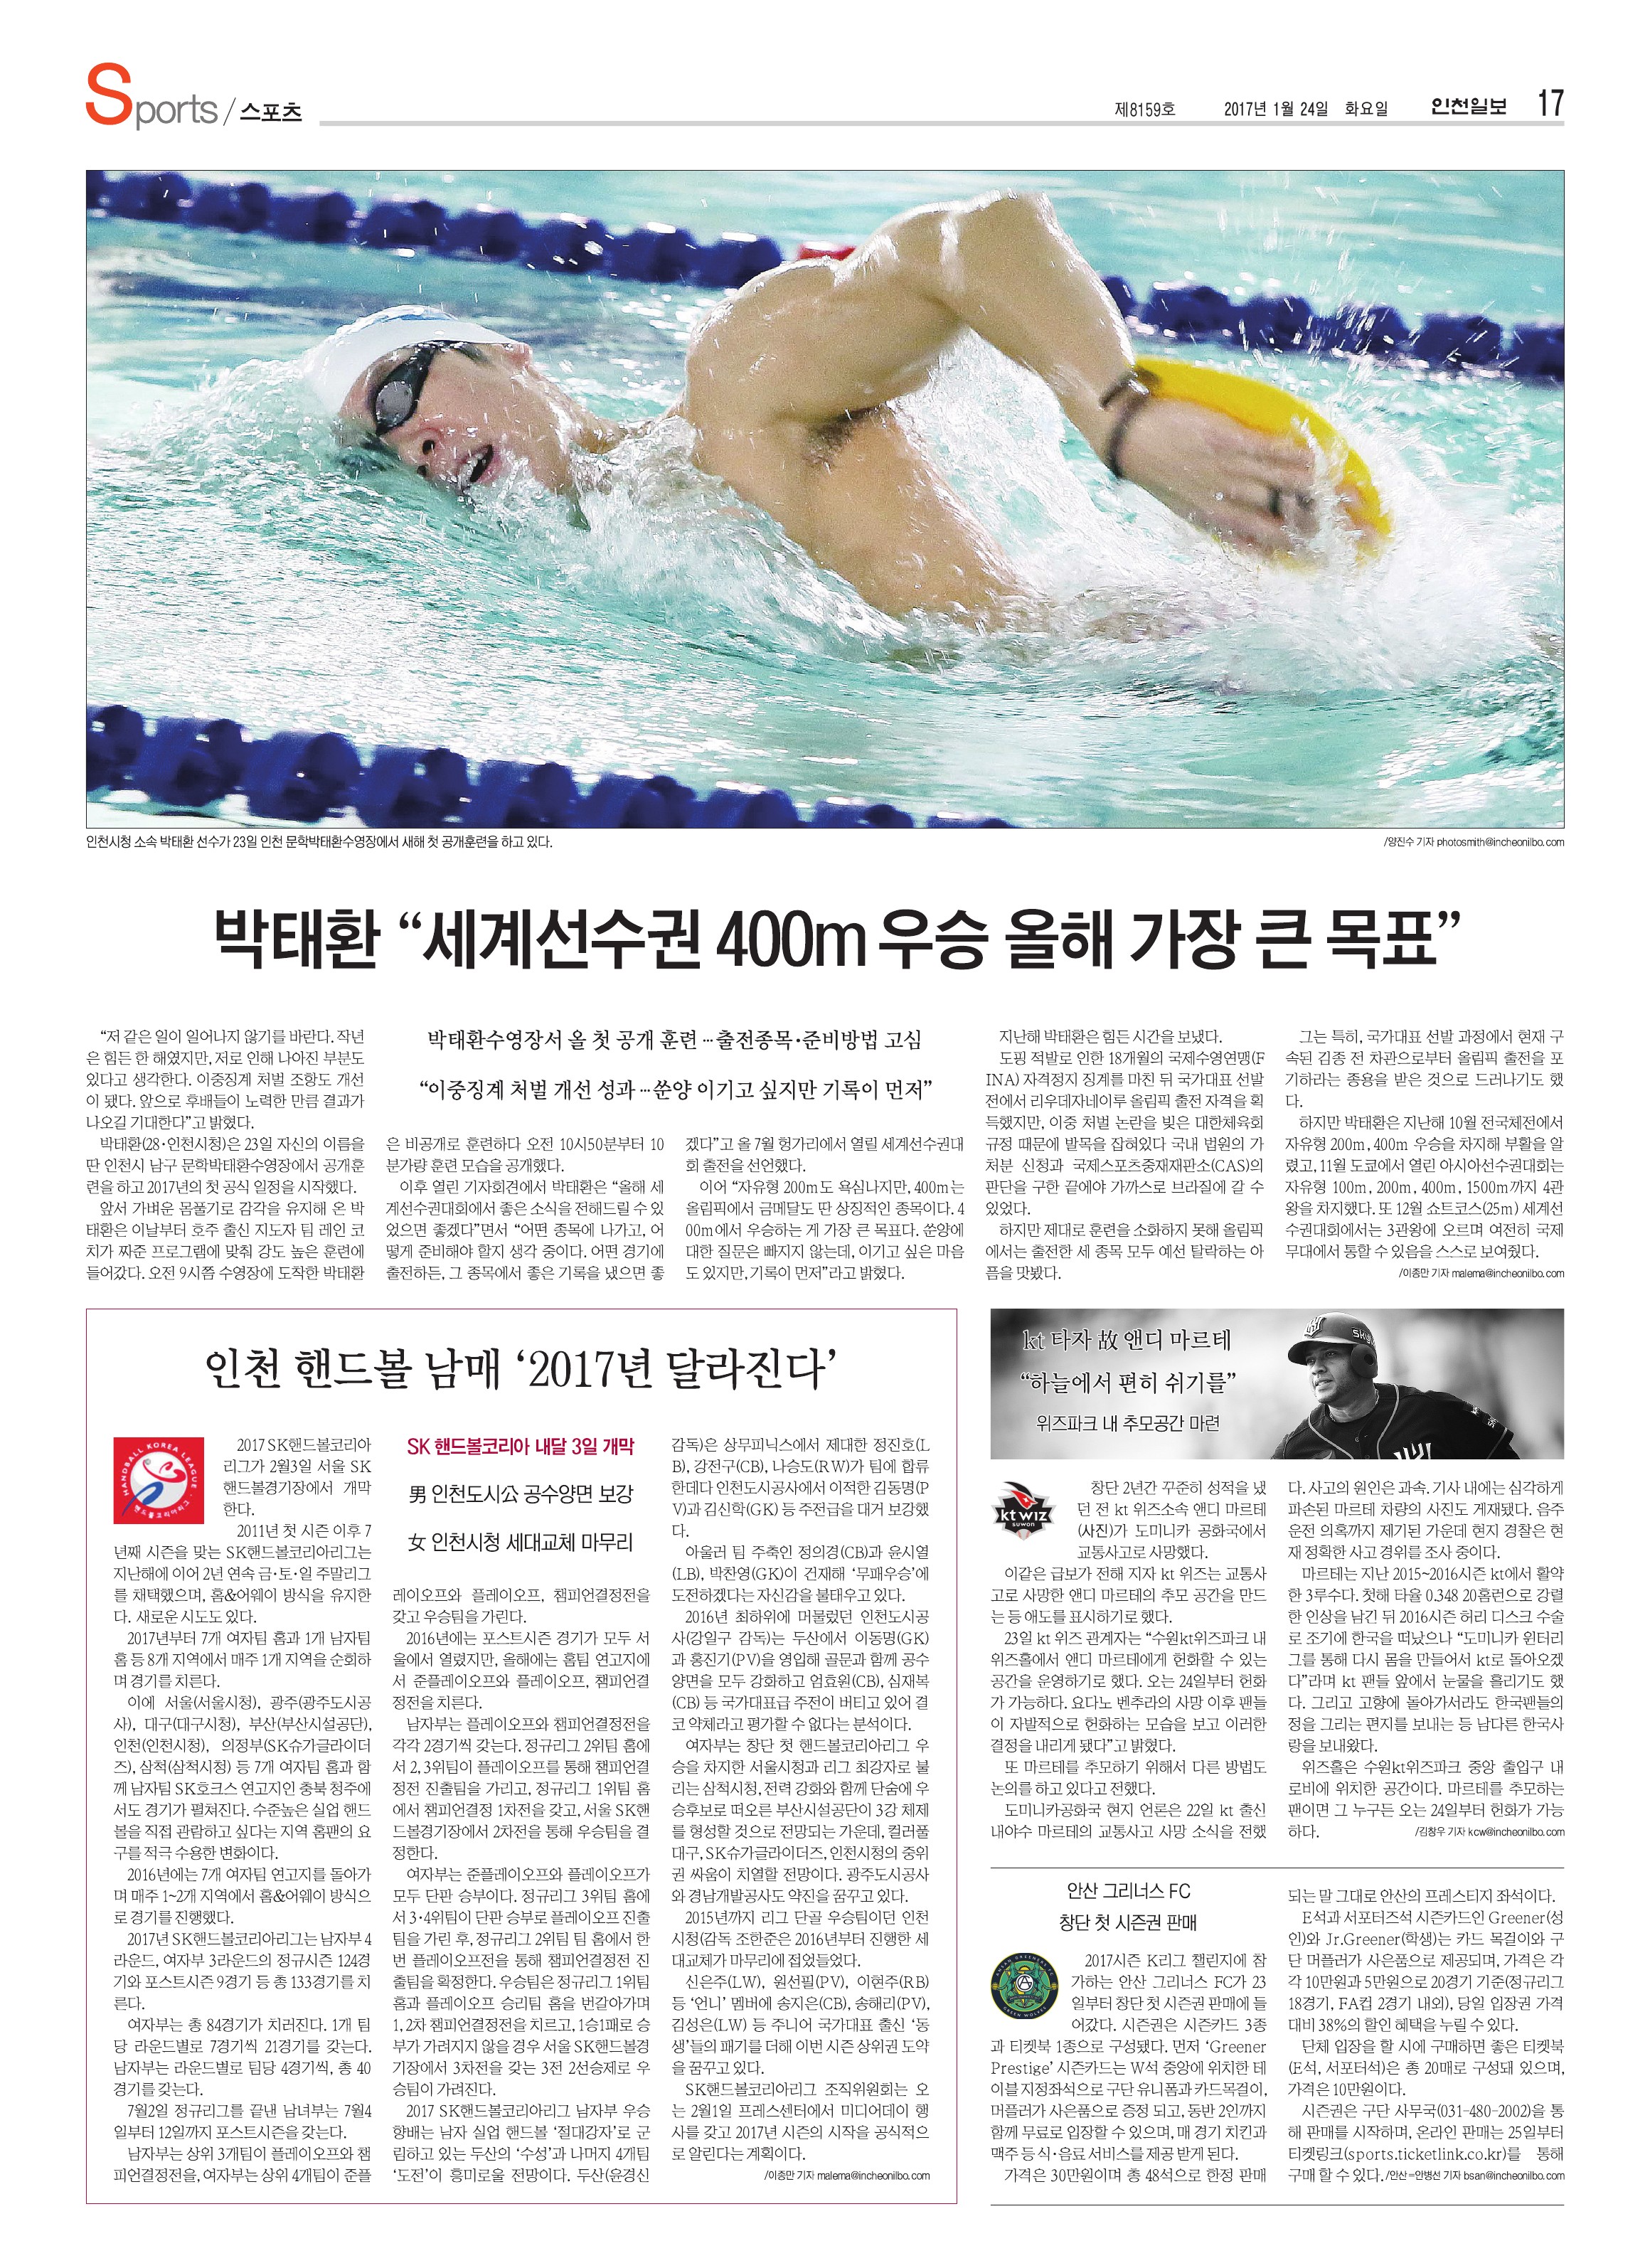 Sports / 스포츠
제8159호 2017년 1월 24일 화요일 인천일보 17
인천시청 소속 박태환 선수가 23일 인천 문학박태환수영장에서 새해 첫 공개훈련을 하고 있다.
/양진수 기자 photosmith@incheonilbo.com
박태환 “세계선수권 400m 우승 올해 가장 큰 목표”
박태환수영장서 올 첫 공개 훈련…출전종목·준비방법 고심
“이중징계 처벌 개선 성과…쑨양 이기고 싶지만 기록이 먼저”
“저 같은 일이 일어나지 않기를 바란다. 작년
은 힘든 한 해였지만, 저로 인해 나아진 부분도
있다고 생각한다. 이중징계 처벌 조항도 개선
이 됐다. 앞으로 후배들이 노력한 만큼 결과가
나오길 기대한다”고 밝혔다.
박태환(28·인천시청)은 23일 자신의 이름을
딴 인천시 남구 문학박태환수영장에서 공개훈
련을 하고 2017년의 첫 공식 일정을 시작했다.
앞서 가벼운 몸풀기로 감각을 유지해 온 박
태환은 이날부터 호주 출신 지도자 팀 레인 코
치가 짜준 프로그램에 맞춰 강도 높은 훈련에
들어갔다. 오전 9시쯤 수영장에 도착한 박태환
은 비공개로 훈련하다 오전 10시50분부터 10
분가량 훈련 모습을 공개했다.
이후 열린 기자회견에서 박태환은 “올해 세
계선수권대회에서 좋은 소식을 전해드릴 수 있
었으면 좋겠다”면서 “어떤 종목에 나가고, 어
떻게 준비해야 할지 생각 중이다. 어떤 경기에
출전하든, 그 종목에서 좋은 기록을 냈으면 좋
겠다”고 올 7월 헝가리에서 열릴 세계선수권대
회 출전을 선언했다.
이어 “자유형 200m도 욕심나지만, 400m는
올림픽에서 금메달도 딴 상징적인 종목이다. 4
00m에서 우승하는 게 가장 큰 목표다. 쑨양에
대한 질문은 빠지지 않는데, 이기고 싶은 마음
도 있지만, 기록이 먼저”라고 밝혔다.
지난해 박태환은 힘든 시간을 보냈다.
도핑 적발로 인한 18개월의 국제수영연맹(F
INA) 자격정지 징계를 마친 뒤 국가대표 선발
전에서 리우데자네이루 올림픽 출전 자격을 획
득했지만, 이중 처벌 논란을 빚은 대한체육회
규정 때문에 발목을 잡혀있다 국내 법원의 가
처분 신청과 국제스포츠중재재판소(CAS)의
판단을 구한 끝에야 가까스로 브라질에 갈 수
있었다.
하지만 제대로 훈련을 소화하지 못해 올림픽
에서는 출전한 세 종목 모두 예선 탈락하는 아
픔을 맛봤다.
그는 특히, 국가대표 선발 과정에서 현재 구
속된 김종 전 차관으로부터 올림픽 출전을 포
기하라는 종용을 받은 것으로 드러나기도 했
다.
하지만 박태환은 지난해 10월 전국체전에서
자유형 200m, 400m 우승을 차지해 부활을 알
렸고, 11월 도쿄에서 열린 아시아선수권대회는
자유형 100m, 200m, 400m, 1500m까지 4관
왕을 차지했다. 또 12월 쇼트코스(25m) 세계선
수권대회에서는 3관왕에 오르며 여전히 국제
무대에서 통할 수 있음을 스스로 보여줬다.
/이종만 기자 malema@incheonilbo.com
인천 핸드볼 남매 ‘2017년 달라진다’
HANDBALL KOREA LEAGUE
핸드볼코리아리그
SK 핸드볼코리아 내달 3일 개막
男 인천도시公 공수양면 보강
女 인천시청 세대교체 마무리
2017 SK핸드볼코리아
리그가 2월3일 서울 SK
핸드볼경기장에서 개막
한다.
2011년 첫 시즌 이후 7
년째 시즌을 맞는 SK핸드볼코리아리그는
지난해에 이어 2년 연속 금·토·일 주말리그
를 채택했으며, 홈&어웨이 방식을 유지한
다. 새로운 시도도 있다.
2017년부터 7개 여자팀 홈과 1개 남자팀
홈 등 8개 지역에서 매주 1개 지역을 순회하
며 경기를 치른다.
이에 서울(서울시청), 광주(광주도시공
사), 대구(대구시청), 부산(부산시설공단),
인천(인천시청), 의정부(SK슈가글라이더
즈), 삼척(삼척시청) 등 7개 여자팀 홈과 함
께 남자팀 SK호크스 연고지인 충북 청주에
서도 경기가 펼쳐진다. 수준높은 실업 핸드
볼을 직접 관람하고 싶다는 지역 홈팬의 요
구를 적극 수용한 변화이다.
2016년에는 7개 여자팀 연고지를 돌아가
며 매주 1~2개 지역에서 홈&어웨이 방식으
로 경기를 진행했다.
2017년 SK핸드볼코리아리그는 남자부 4
라운드, 여자부 3라운드의 정규시즌 124경
기와 포스트시즌 9경기 등 총 133경기를 치
른다.
여자부는 총 84경기가 치러진다. 1개 팀
당 라운드별로 7경기씩 21경기를 갖는다.
남자부는 라운드별로 팀당 4경기씩, 총 40
경기를 갖는다.
7월2일 정규리그를 끝낸 남녀부는 7월4
일부터 12일까지 포스트시즌을 갖는다.
남자부는 상위 3개팀이 플레이오프와 챔
피언결정전을, 여자부는 상위 4개팀이 준플
레이오프와 플레이오프, 챔피언결정전을
갖고 우승팀을 가린다.
2016년에는 포스트시즌 경기가 모두 서
울에서 열렸지만, 올해에는 홈팀 연고지에
서 준플레이오프와 플레이오프, 챔피언결
정전을 치른다.
남자부는 플레이오프와 챔피언결정전을
각각 2경기씩 갖는다. 정규리그 2위팀 홈에
서 2, 3위팀이 플레이오프를 통해 챔피언결
정전 진출팀을 가리고, 정규리그 1위팀 홈
에서 챔피언결정 1차전을 갖고, 서울 SK핸
드볼경기장에서 2차전을 통해 우승팀을 결
정한다.
여자부는 준플레이오프와 플레이오프가
모두 단판 승부이다. 정규리그 3위팀 홈에
서 3·4위팀이 단판 승부로 플레이오프 진출
팀을 가린 후, 정규리그 2위팀 팀 홈에서 한
번 플레이오프전을 통해 챔피언결정전 진
출팀을 확정한다. 우승팀은 정규리그 1위팀
홈과 플레이오프 승리팀 홈을 번갈아가며
1, 2차 챔피언결정전을 치르고, 1승1패로 승
부가 가려지지 않을 경우 서울 SK핸드볼경
기장에서 3차전을 갖는 3전 2선승제로 우
승팀이 가려진다.
2017 SK핸드볼코리아리그 남자부 우승
향배는 남자 실업 핸드볼 ‘절대강자’로 군
림하고 있는 두산의 ‘수성’과 나머지 4개팀
‘도전’이 흥미로울 전망이다. 두산(윤경신
감독)은 상무피닉스에서 제대한 정진호(L
B), 강전구(CB), 나승도(RW)가 팀에 합류
한데다 인천도시공사에서 이적한 김동명(P
V)과 김신학(GK) 등 주전급을 대거 보강했
다.
아울러 팀 주축인 정의경(CB)과 윤시열
(LB), 박찬영(GK)이 건재해 ‘무패우승’에
도전하겠다는 자신감을 불태우고 있다.
2016년 최하위에 머물렀던 인천도시공
사(강일구 감독)는 두산에서 이동명(GK)
과 홍진기(PV)을 영입해 골문과 함께 공수
양면을 모두 강화하고 엄효원(CB), 심재복
(CB) 등 국가대표급 주전이 버티고 있어 결
코 약체라고 평가할 수 없다는 분석이다.
여자부는 창단 첫 핸드볼코리아리그 우
승을 차지한 서울시청과 리그 최강자로 불
리는 삼척시청, 전력 강화와 함께 단숨에 우
승후보로 떠오른 부산시설공단이 3강 체제
를 형성할 것으로 전망되는 가운데, 컬러풀
대구, SK슈가글라이더즈, 인천시청의 중위
권 싸움이 치열할 전망이다. 광주도시공사
와 경남개발공사도 약진을 꿈꾸고 있다.
2015년까지 리그 단골 우승팀이던 인천
시청(감독 조한준은 2016년부터 진행한 세
대교체가 마무리에 접었들었다.
신은주(LW), 원선필(PV), 이현주(RB)
등 ‘언니’ 멤버에 송지은(CB), 송해리(PV),
김성은(LW) 등 주니어 국가대표 출신 ‘동
생’들의 패기를 더해 이번 시즌 상위권 도약
을 꿈꾸고 있다.
SK핸드볼코리아리그 조직위원회는 오
는 2월1일 프레스센터에서 미디어데이 행
사를 갖고 2017년 시즌의 시작을 공식적으
로 알린다는 계획이다.
/이종만 기자 malema@incheonilbo.com
kt 타자 故 앤디 마르테
“하늘에서 편히 쉬기를”
위즈파크 내 추모공간 마련
kt wiz
suwon
창단 2년간 꾸준히 성적을 냈
던 전 kt 위즈소속 앤디 마르테
(사진)가 도미니카 공화국에서
교통사고로 사망했다.
이같은 급보가 전해 지자 kt 위즈는 교통사
고로 사망한 앤디 마르테의 추모 공간을 만드
는 등 애도를 표시하기로 했다.
23일 kt 위즈 관계자는 “수원kt위즈파크 내
위즈홀에서 앤디 마르테에게 헌화할 수 있는
공간을 운영하기로 했다. 오는 24일부터 헌화
가 가능하다. 요다노 벤추라의 사망 이후 팬들
이 자발적으로 헌화하는 모습을 보고 이러한
결정을 내리게 됐다”고 밝혔다.
또 마르테를 추모하기 위해서 다른 방법도
논의를 하고 있다고 전했다.
도미니카공화국 현지 언론은 22일 kt 출신
내야수 마르테의 교통사고 사망 소식을 전했
다. 사고의 원인은 과속. 기사 내에는 심각하게
파손된 마르테 차량의 사진도 게재됐다. 음주
운전 의혹까지 제기된 가운데 현지 경찰은 현
재 정확한 사고 경위를 조사 중이다.
마르테는 지난 2015~2016시즌 kt에서 활약
한 3루수다. 첫해 타율 0.348 20홈런으로 강렬
한 인상을 남긴 뒤 2016시즌 허리 디스크 수술
로 조기에 한국을 떠났으나 “도미니카 윈터리
그를 통해 다시 몸을 만들어서 kt로 돌아오겠
다”라며 kt 팬들 앞에서 눈물을 흘리기도 했
다. 그리고 고향에 돌아가서라도 한국팬들의
정을 그리는 편지를 보내는 등 남다른 한국사
랑을 보내왔다.
위즈홀은 수원kt위즈파크 중앙 출입구 내
로비에 위치한 공간이다. 마르테를 추모하는
팬이면 그 누구든 오는 24일부터 헌화가 가능
하다. /김창우 기자 kcw@incheonilbo.com
안산 그리너스 FC
창단 첫 시즌권 판매
2017시즌 K리그 챌린지에 참
가하는 안산 그리너스 FC가 23
일부터 창단 첫 시즌권 판매에 들
어갔다. 시즌권은 시즌카드 3종
과 티켓북 1종으로 구성됐다. 먼저 ‘Greener
Prestige’ 시즌카드는 W석 중앙에 위치한 테
이블 지정좌석으로 구단 유니폼과 카드목걸이,
머플러가 사은품으로 증정 되고, 동반 2인까지
함께 무료로 입장할 수 있으며, 매 경기 치킨과
맥주 등 식·음료 서비스를 제공 받게 된다.
가격은 30만원이며 총 48석으로 한정 판매
되는 말 그대로 안산의 프레스티지 좌석이다.
E석과 서포터즈석 시즌카드인 Greener(성
인)와 Jr.Greener(학생)는 카드 목걸이와 구
단 머플러가 사은품으로 제공되며, 가격은 각
각 10만원과 5만원으로 20경기 기준(정규리그
18경기, FA컵 2경기 내외), 당일 입장권 가격
대비 38%의 할인 혜택을 누릴 수 있다.
단체 입장을 할 시에 구매하면 좋은 티켓북
(E석, 서포터석)은 총 20매로 구성돼 있으며,
가격은 10만원이다.
시즌권은 구단 사무국(031-480-2002)을 통
해 판매를 시작하며, 온라인 판매는 25일부터
티켓링크(sports.ticketlink.co.kr)를 통해
구매 할 수 있다. /안산=안병선 기자 bsan@incheonilbo.com